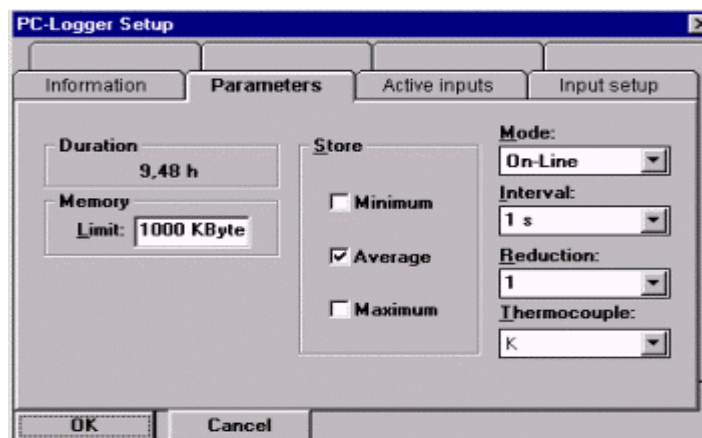 PC-Logger Setup
Information Parameters Active inputs Input setup
Duration
9,48 h
Memory
Limit: 1000 KByte
Store
Minimum
Average
Maximum
Mode:
On-Line
Interval:
1 s
Reduction:
1
Thermocouple:
K
OK Cancel